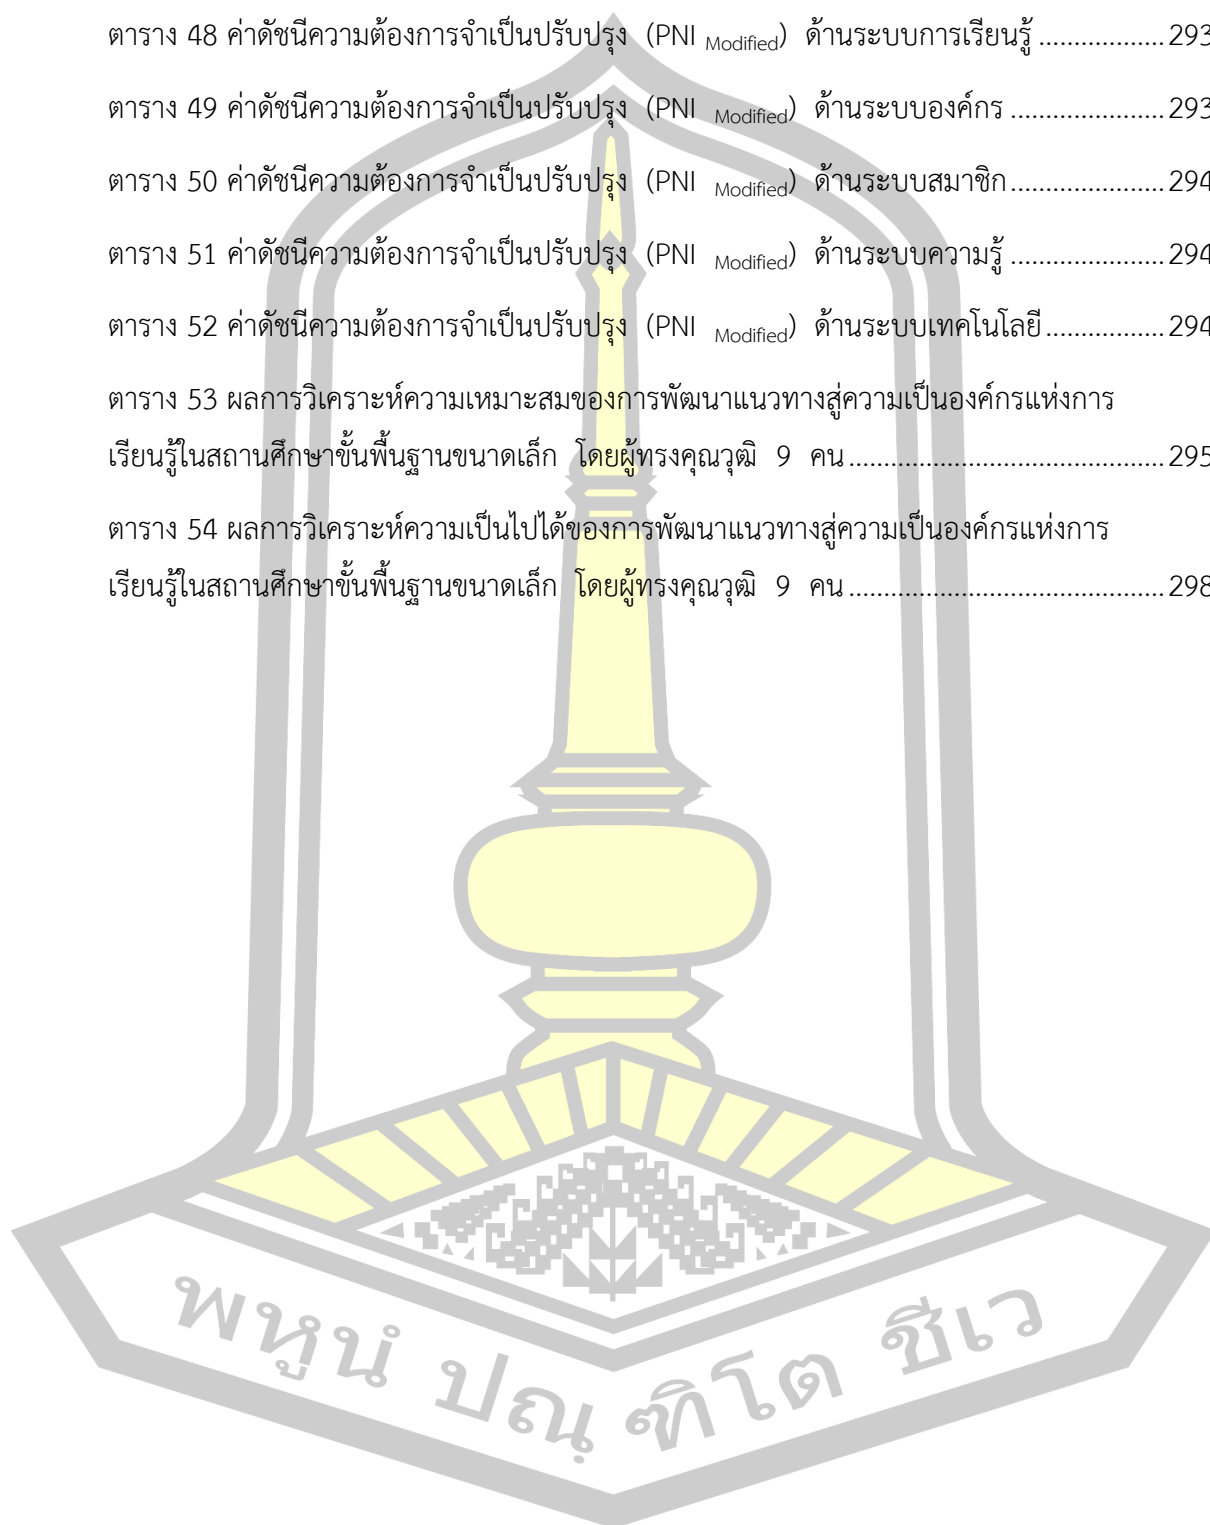 ตาราง 48 ค่าดัชนีความต้องการจำเป็นปรับปรุง (PNI Modified) ด้านระบบการเรียนรู้ ..................293
ตาราง 49 ค่าดัชนีความต้องการจำเป็นปรับปรุง (PNI Modified) ด้านระบบองค์กร ......................293
ตาราง 50 ค่าดัชนีความต้องการจำเป็นปรับปรุง (PNI Modified) ด้านระบบสมาชิก......................294
ตาราง 51 ค่าดัชนีความต้องการจำเป็นปรับปรุง (PNI Modified) ด้านระบบความรู้ ......................294
ตาราง 52 ค่าดัชนีความต้องการจำเป็นปรับปรุง (PNI Modified) ด้านระบบเทคโนโลยี.................294
ตาราง 53 ผลการวิเคราะห์ความเหมาะสมของการพัฒนาแนวทางสู่ความเป็นองค์กรแห่งการ
เรียนรู้ในสถานศึกษาขั้นพื้นฐานขนาดเล็ก โดยผู้ทรงคุณวุฒิ 9 คน .............................................295
ตาราง 54 ผลการวิเคราะห์ความเป็นไปได้ของการพัฒนาแนวทางสู่ความเป็นองค์กรแห่งการ
เรียนรู้ในสถานศึกษาขั้นพื้นฐานขนาดเล็ก โดยผู้ทรงคุณวุฒิ 9 คน .............................................298
พหูนํ ปณฺ ฑิโต ชีเว